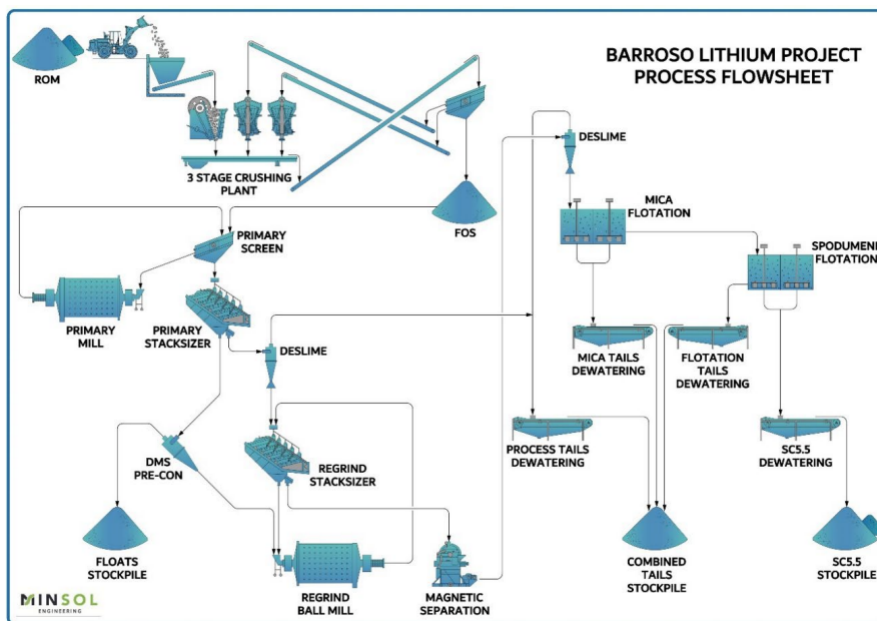 BARROSO LITHIUM PROJECT
PROCESS FLOWSHEET
ROM
3 STAGE CRUSHING
PLANT
DESLIME
MICA
FLOTATION
FOS
PRIMARY
SCREEN
SPODUMENE
FLOTATION
PRIMARY
MILL
PRIMARY
STACKSIZER
DESLIME
MICA TAILS
DEWATERING
FLOTATION
TAILS
DEWATERING
DMS
PRE-CON
REGRIND
STACKSIZER
PROCESS TAILS
DEWATERING
SC5.5
DEWATERING
FLOATS
STOCKPILE
REGRIND
BALL MILL
MAGNETIC
SEPARATION
COMBINED
TAILS
STOCKPILE
SC5.5
STOCKPILE
MINSOL
ENGINEERING